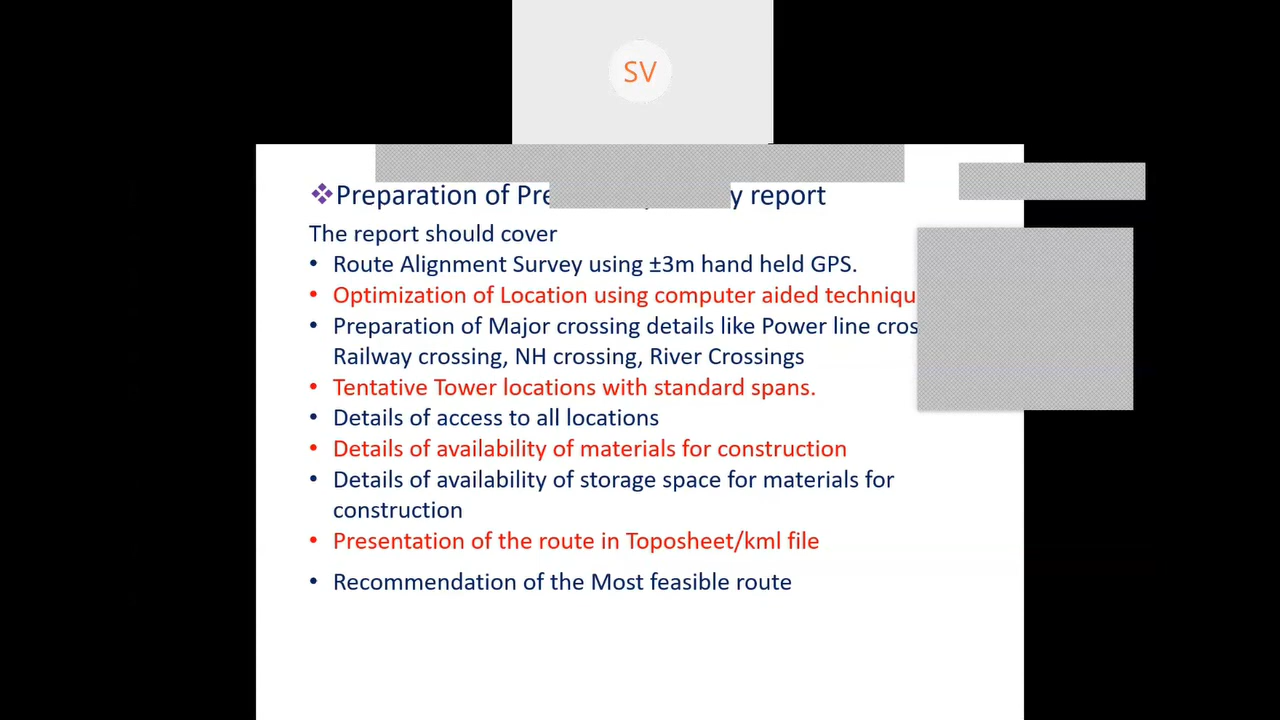 SV
❖Preparation of report
The report should cover
• Route Alignment Survey using ±3m hand held GPS.
• Optimization of Location using computer aided
• Preparation of Major crossing details like Power line
Railway crossing, NH crossing, River Crossings
• Tentative Tower locations with standard spans.
• Details of access to all locations
• Details of availability of materials for construction
• Details of availability of storage space for materials for
construction
• Presentation of the route in Toposheet/kml file
• Recommendation of the Most feasible route